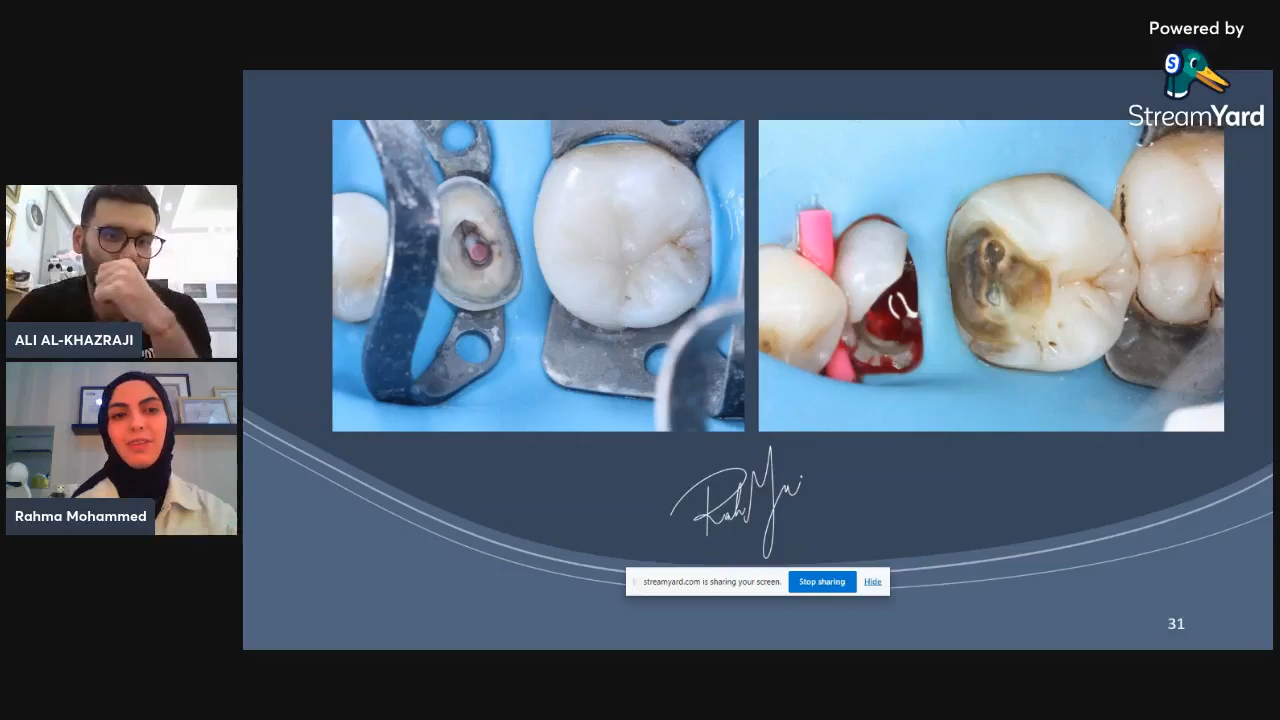 Powered by
StreamYard
ALI AL-KHAZRAJI
Rahma Mohammed
streamyard.com is sharing your screen.
Stop sharing
Hide
31